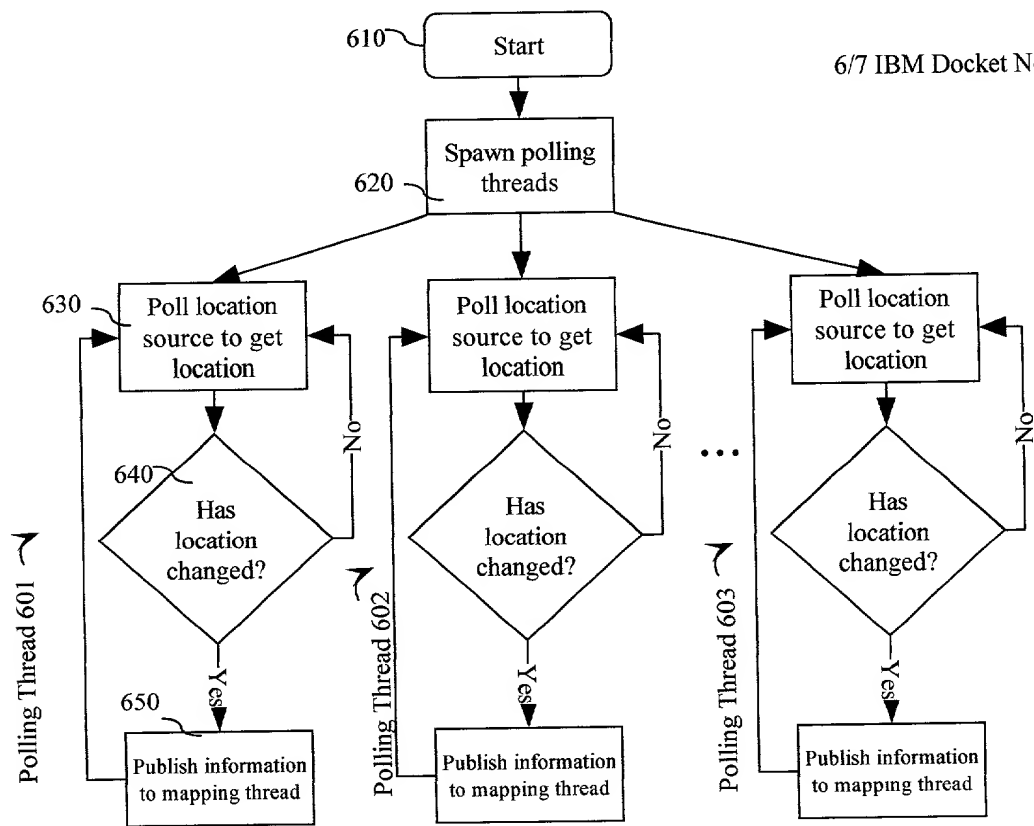 610
Start
6/7 IBM Docket N
Spawn polling
threads
620
630
Poll location
source to get
location
Poll location
source to get
location
Poll location
source to get
location
No
No
No
640
Has
location
changed?
Has
location
changed?
Has
location
changed?
...
Polling Thread 601
Polling Thread 602
Polling Thread 603
Yes
Yes
Yes
650
Publish information
to mapping thread
Publish information
to mapping thread
Publish information
to mapping thread